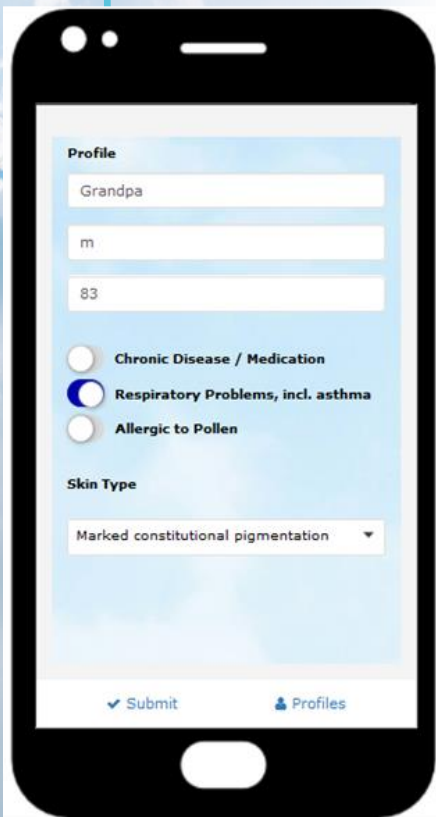 Profile
Grandpa
m
83
Chronic Disease / Medication
Respiratory Problems, incl. asthma
Allergic to Pollen
Skin Type
Marked constitutional pigmentation
Submit Profiles